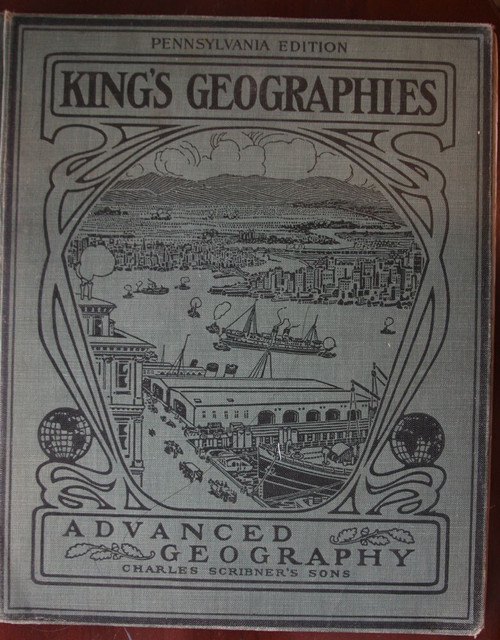 PENNSYLVANIA EDITION
KING'S GEOGRAPHIES
ADVANCED
GEOGRAPHY
CHARLES SCRIBNER'S SONS